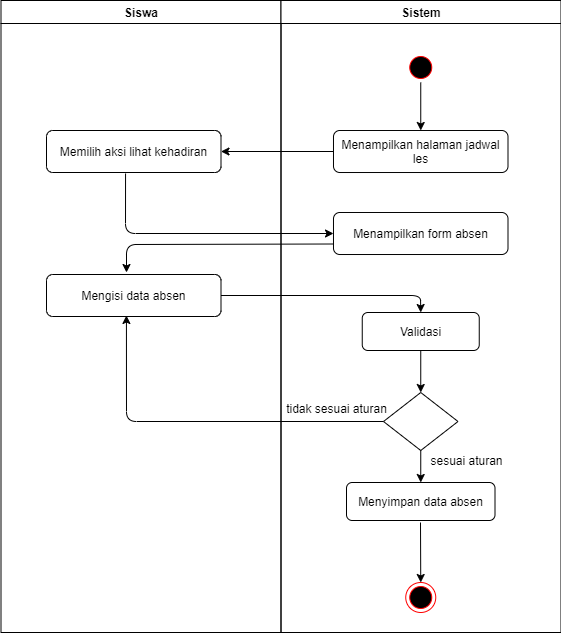 Siswa
Sistem
Menampilkan halaman jadwal
les
Memilih aksi lihat kehadiran
Menampilkan form absen
Mengisi data absen
Validasi
tidak sesuai aturan
sesuai aturan
Menyimpan data absen